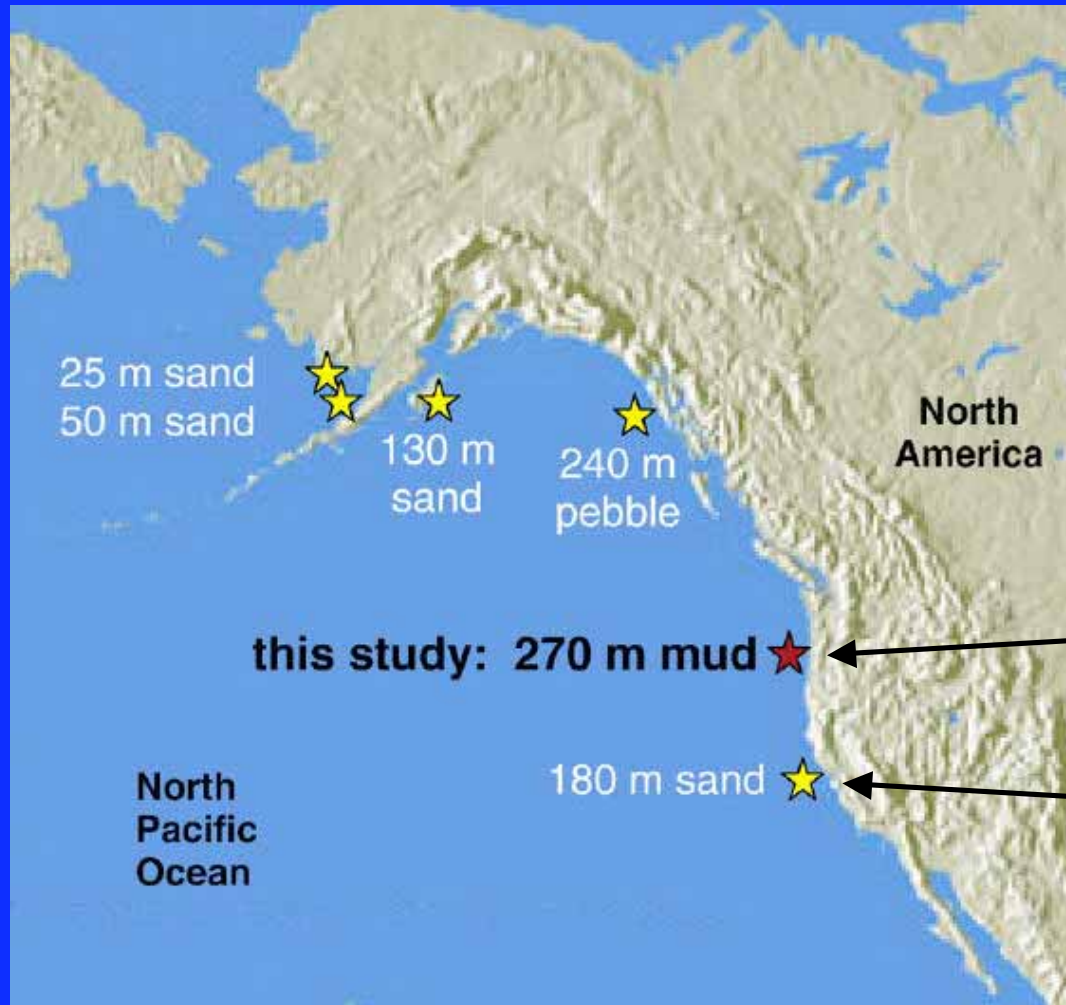 25 m sand
50 m sand
130 m
sand
240 m
pebble
North
America
this study: 270 m mud
180 m sand
North
Pacific
Ocean